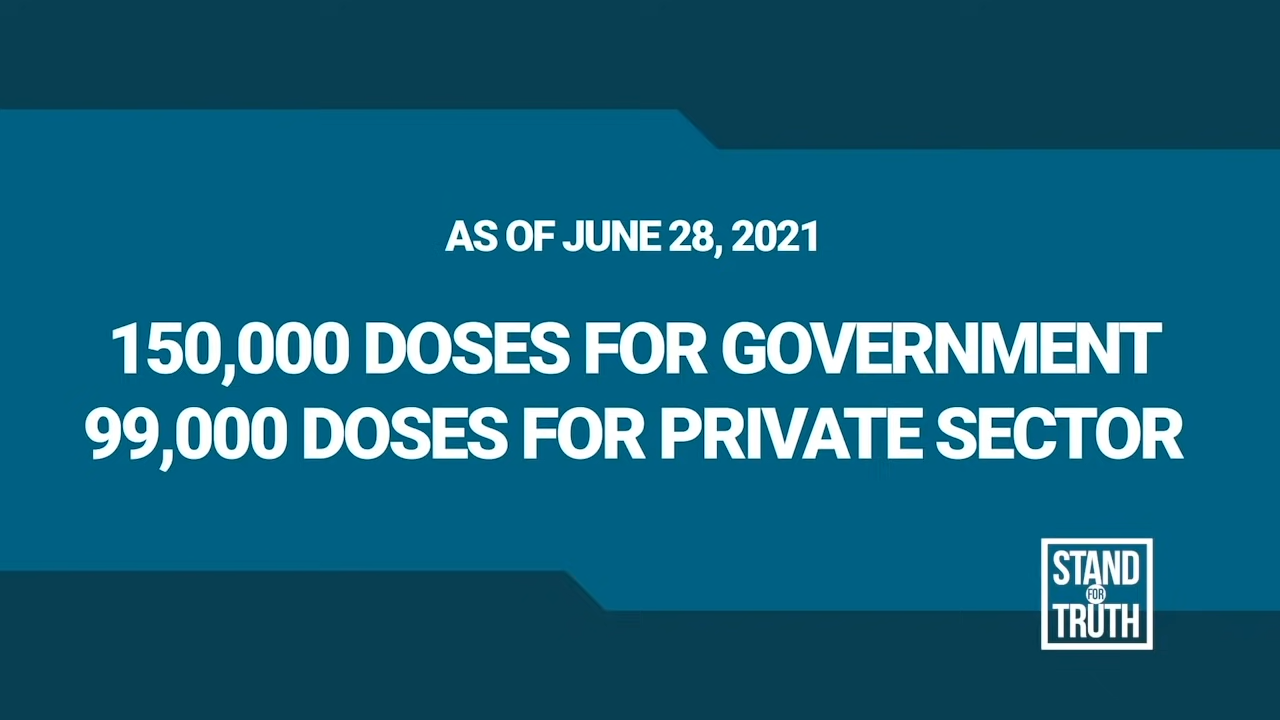 AS OF JUNE 28, 2021
150,000 DOSES FOR GOVERNMENT
99,000 DOSES FOR PRIVATE SECTOR
STAND
FOR
TRUTH